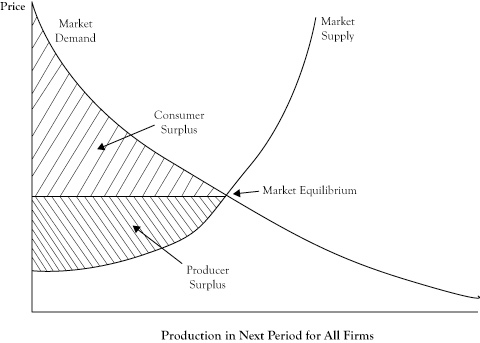 Price
Market
Demand
Market
Supply
Consumer
Surplus
Market Equilibrium
Producer
Surplus
Production in Next Period for All Firms